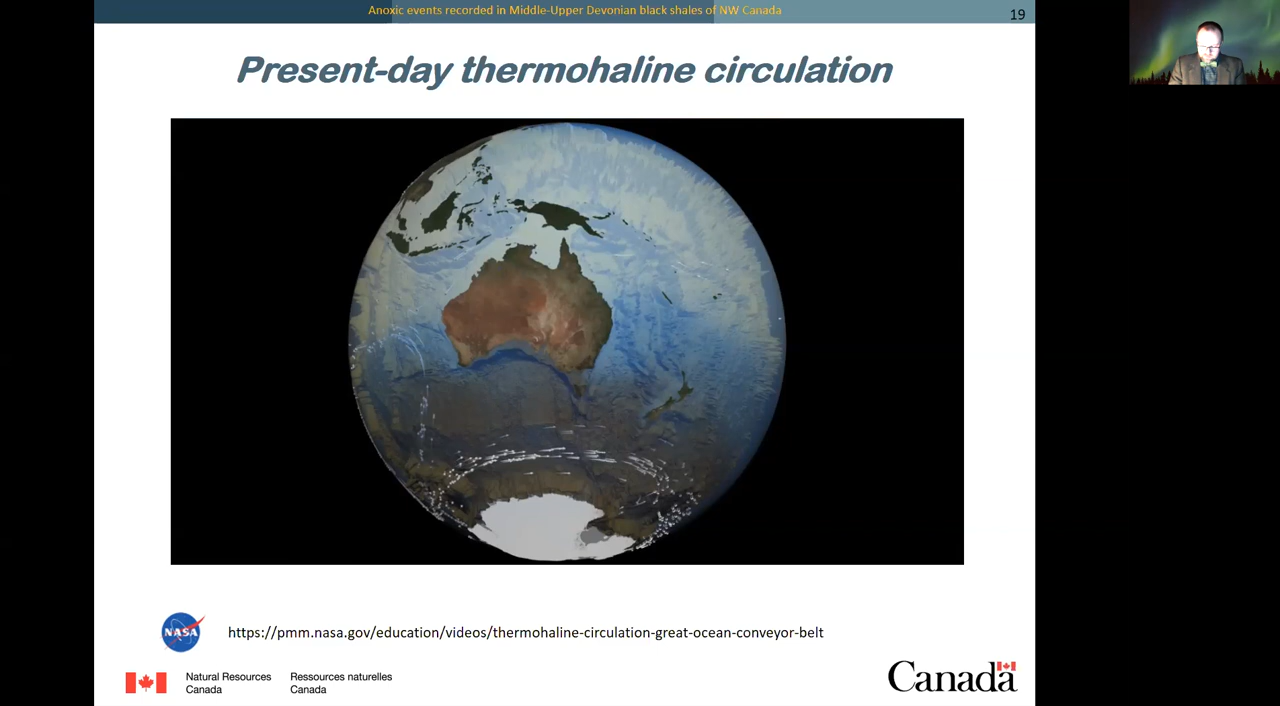 Anoxic events recorded in Middle-Upper Devonian black shales of NW Canada
19
Present-day thermohaline circulation
NASA
https://pmm.nasa.gov/education/videos/thermohaline-circulation-great-ocean-conveyor-belt
Natural Resources
Canada
Ressources naturelles
Canada
Canada